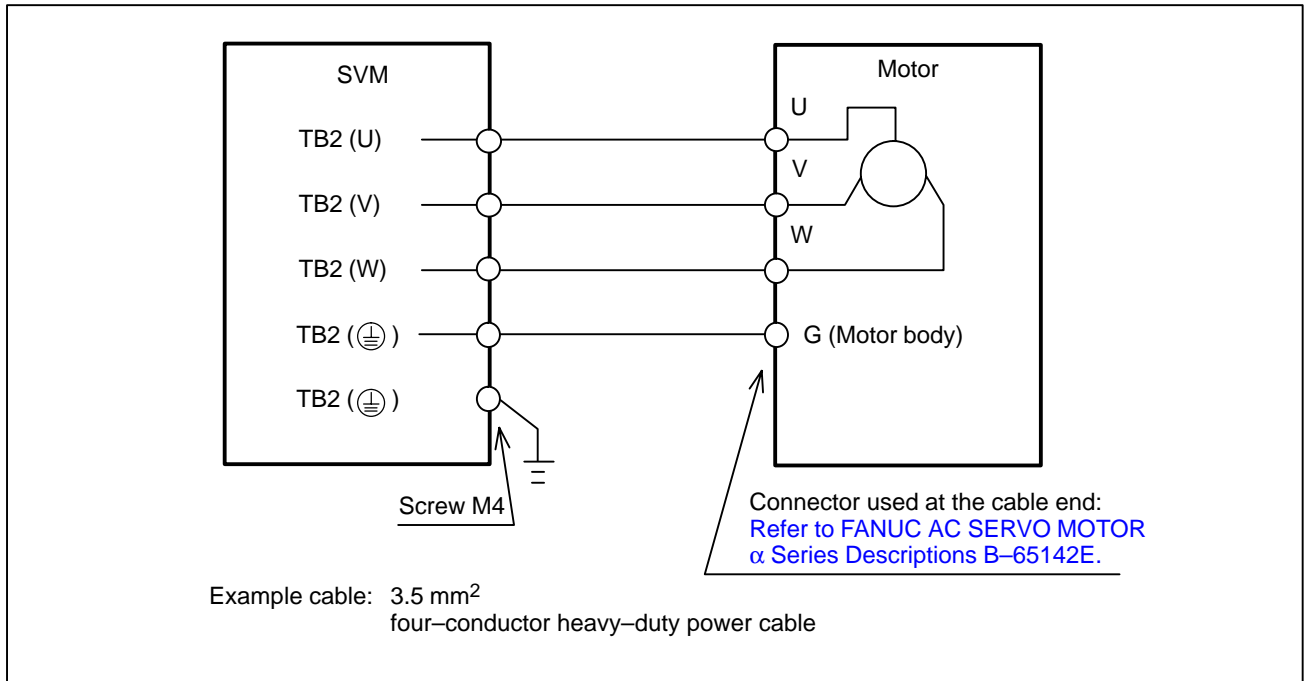 SVM
TB2 (U)
TB2 (V)
TB2 (W)
TB2 (⏚)
TB2 (⏚)
Screw M4
Motor
U
V
W
G (Motor body)
Connector used at the cable end:
Refer to FANUC AC SERVO MOTOR
α Series Descriptions B–65142E.
Example cable: 3.5 mm²
four–conductor heavy–duty power cable